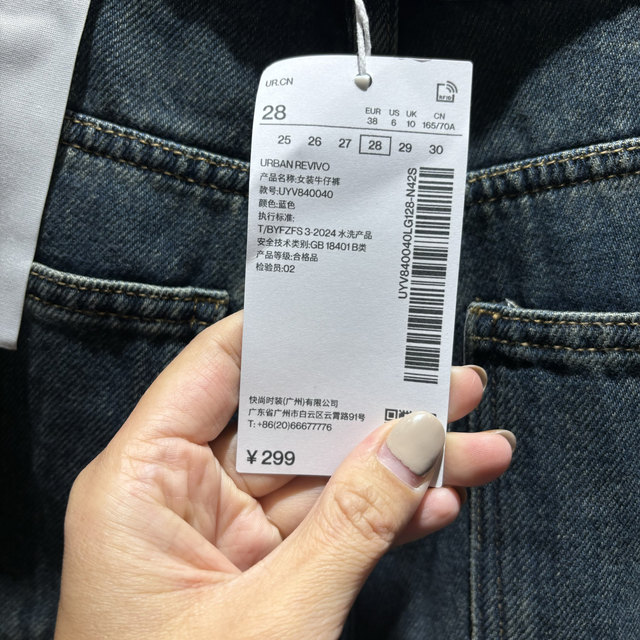 UR.CN
RFID
28
EUR US UK CN
38 6 10 165/70A
25 26 27 28 29 30
URBAN REVIVO
产品名称:女装牛仔裤
款号:UYV840040
颜色:蓝色
执行标准:
T/BYFZFS 3-2024 水洗产品
安全技术类别:GB 18401 B类
产品等级:合格品
检验员:02
UYV840040LG128-N42S
快尚时装(广州)有限公司
广东省广州市白云区云霄路91号
T: +86(20)66677776
¥ 299